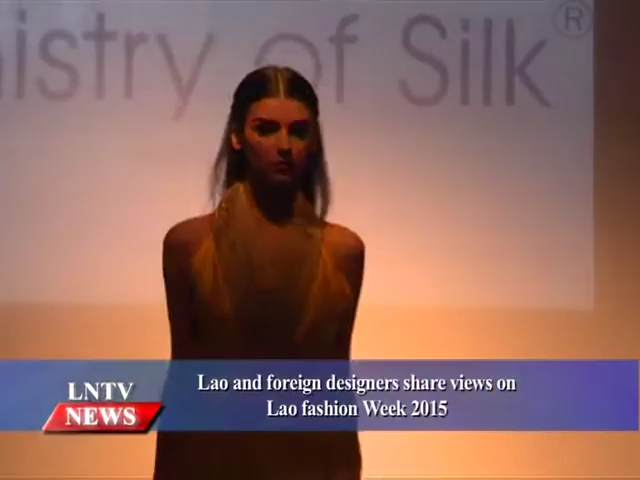 istry of Silk®
Lao and foreign designers share views on
Lao fashion Week 2015
LNTV
NEWS